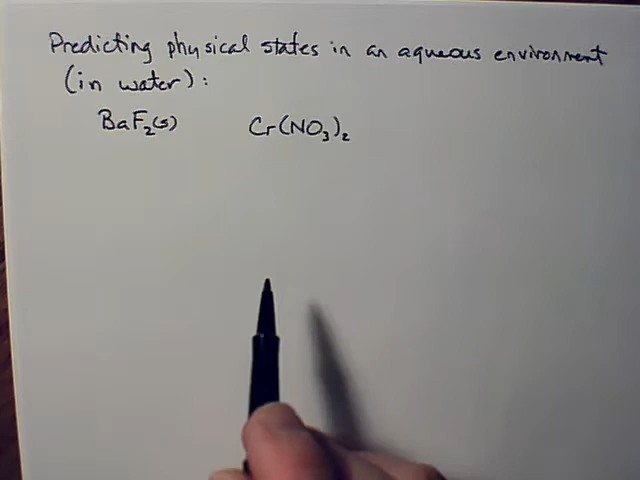 Predicting physical states in an aqueous environment
(in water):
BaF₂(s) Cr(NO₃)₂